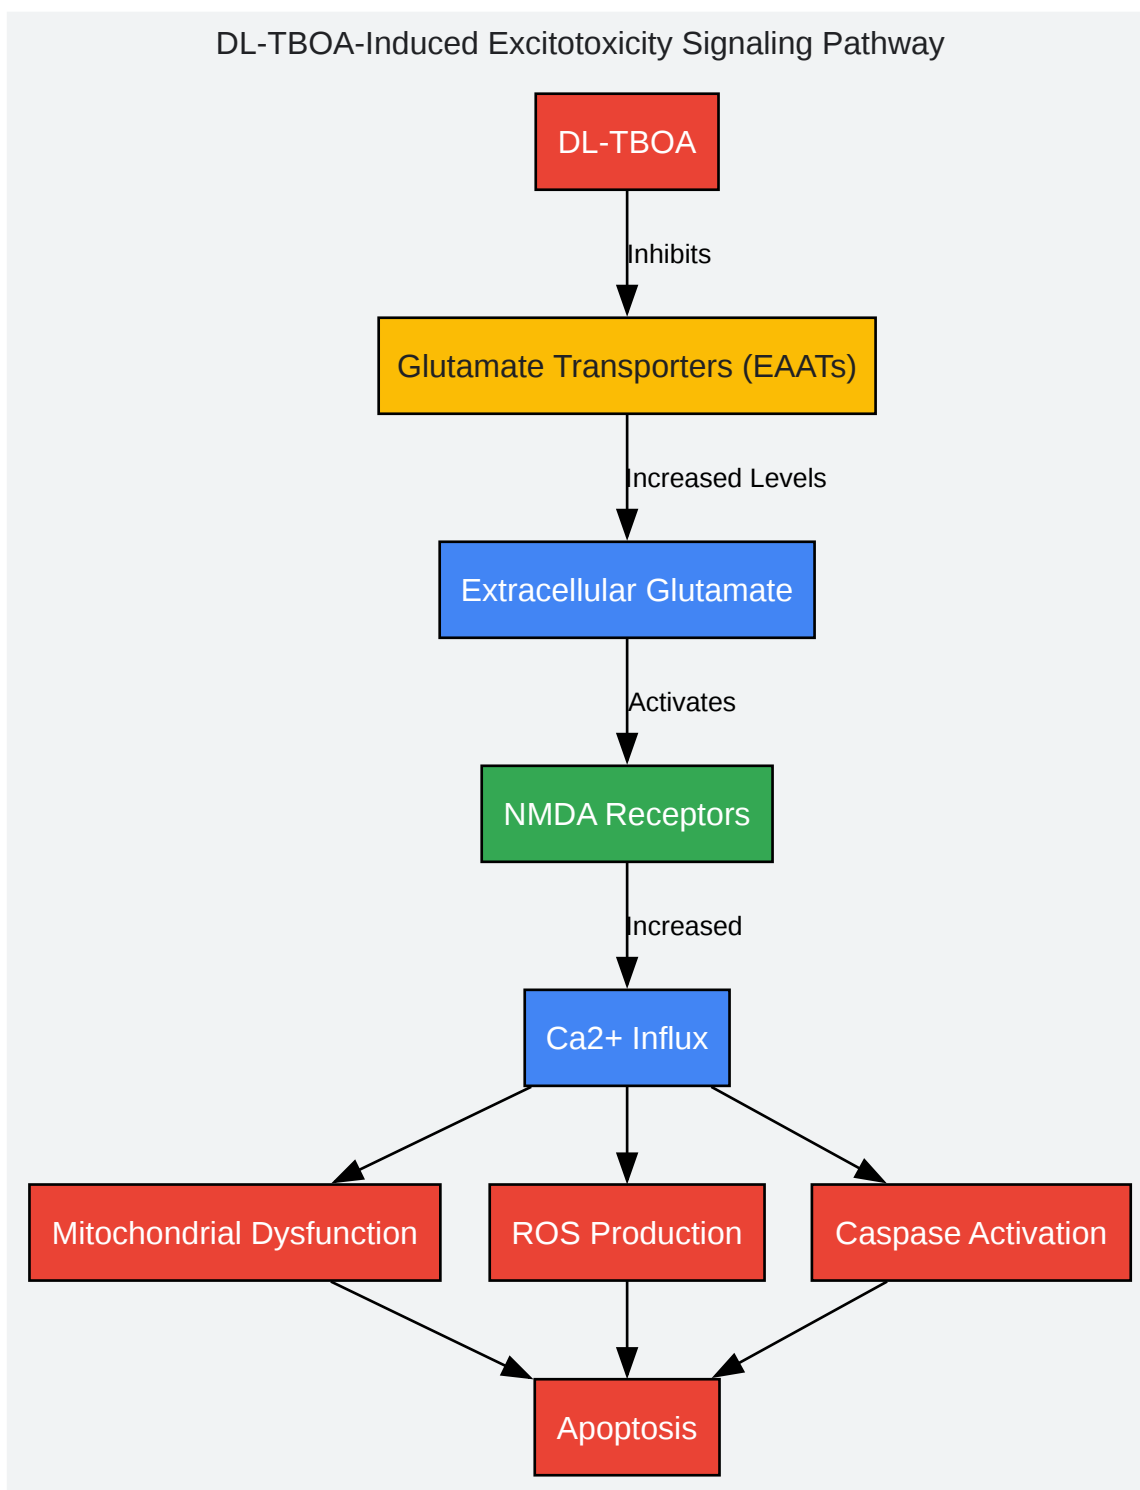 DL-TBOA-Induced Excitotoxicity Signaling Pathway
DL-TBOA
Inhibits
Glutamate Transporters (EAATs)
Increased Levels
Extracellular Glutamate
Activates
NMDA Receptors
Increased
Ca2+ Influx
Mitochondrial Dysfunction
ROS Production
Caspase Activation
Apoptosis